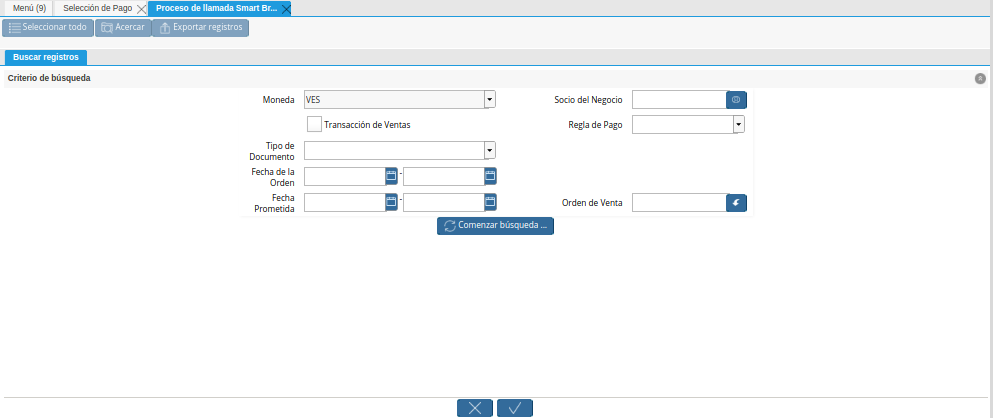 Menú (9) Selección de Pago Proceso de llamada Smart Br...
Seleccionar todo Acercar Exportar registros
Buscar registros
Criterio de búsqueda
Moneda VES Socio del Negocio
Transacción de Ventas Regla de Pago
Tipo de
Documento
Fecha de la
Orden
-
Fecha
Prometida
- Orden de Venta
Comenzar búsqueda ...